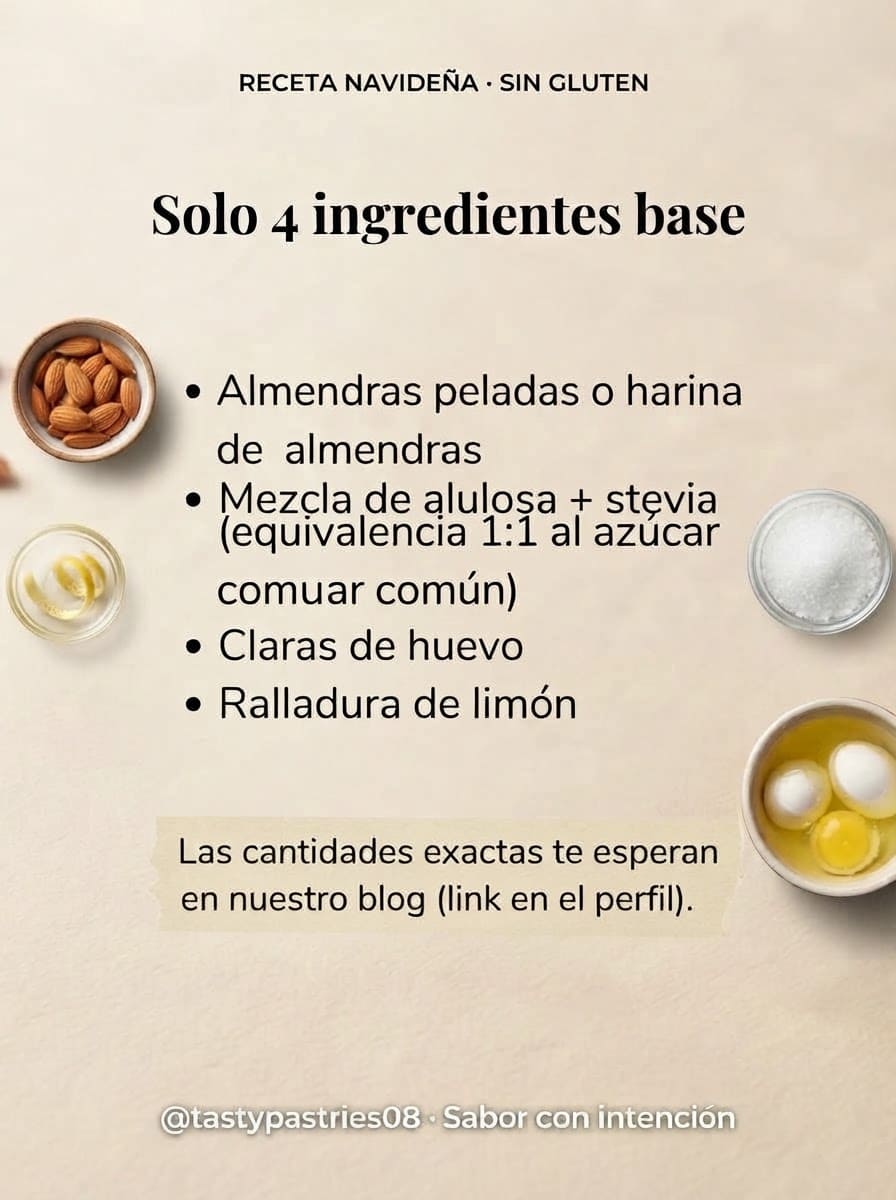 RECETA NAVIDEÑA · SIN GLUTEN
Solo 4 ingredientes base
• Almendras peladas o harina
de almendras
• Mezcla de alulosa + stevia
(equivalencia 1:1 al azúcar
comuar común)
• Claras de huevo
• Ralladura de limón
Las cantidades exactas te esperan
en nuestro blog (link en el perfil).
@tastypastries08 · Sabor con intención